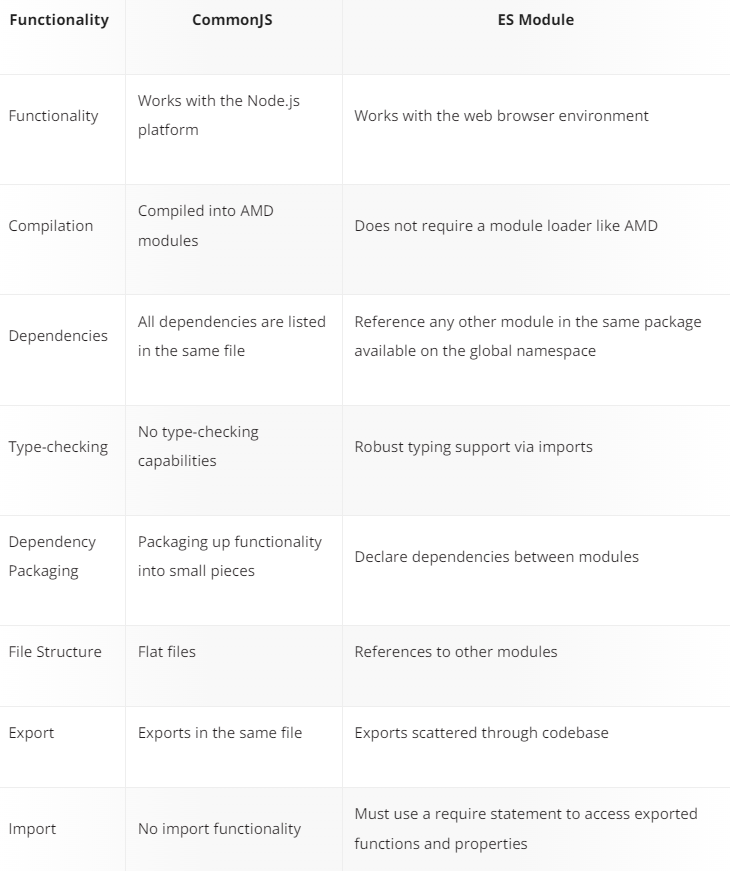 Functionality CommonJS ES Module
Works with the Node.js
Functionality Works with the web browser environment
platform
Compiled into AMD
Compilation Does not require a module loader like AMD
modules
All dependencies are listed Reference any other module in the same package
Dependencies
in the same file available on the global namespace
No type-checking
Type-checking Robust typing support via imports
capabilities
Dependency Packaging up functionality
Declare dependencies between modules
Packaging into small pieces
File Structure Flat files References to other modules
Export Exports in the same file Exports scattered through codebase
Must use a require statement to access exported
Import No import functionality
functions and properties